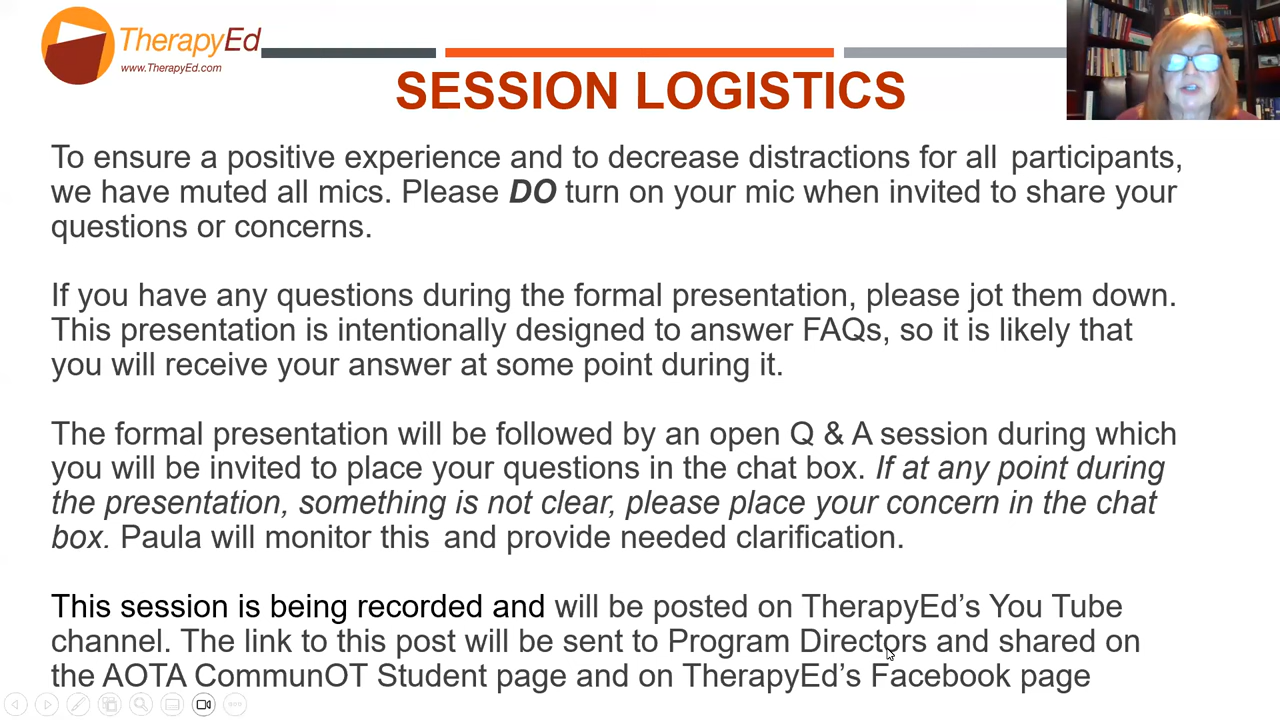 TherapyEd
www.TherapyEd.com
SESSION LOGISTICS
To ensure a positive experience and to decrease distractions for all participants,
we have muted all mics. Please DO turn on your mic when invited to share your
questions or concerns.
If you have any questions during the formal presentation, please jot them down.
This presentation is intentionally designed to answer FAQs, so it is likely that
you will receive your answer at some point during it.
The formal presentation will be followed by an open Q & A session during which
you will be invited to place your questions in the chat box. If at any point during
the presentation, something is not clear, please place your concern in the chat
box. Paula will monitor this and provide needed clarification.
This session is being recorded and will be posted on TherapyEd’s You Tube
channel. The link to this post will be sent to Program Directors and shared on
the AOTA CommunOT Student page and on TherapyEd’s Facebook page